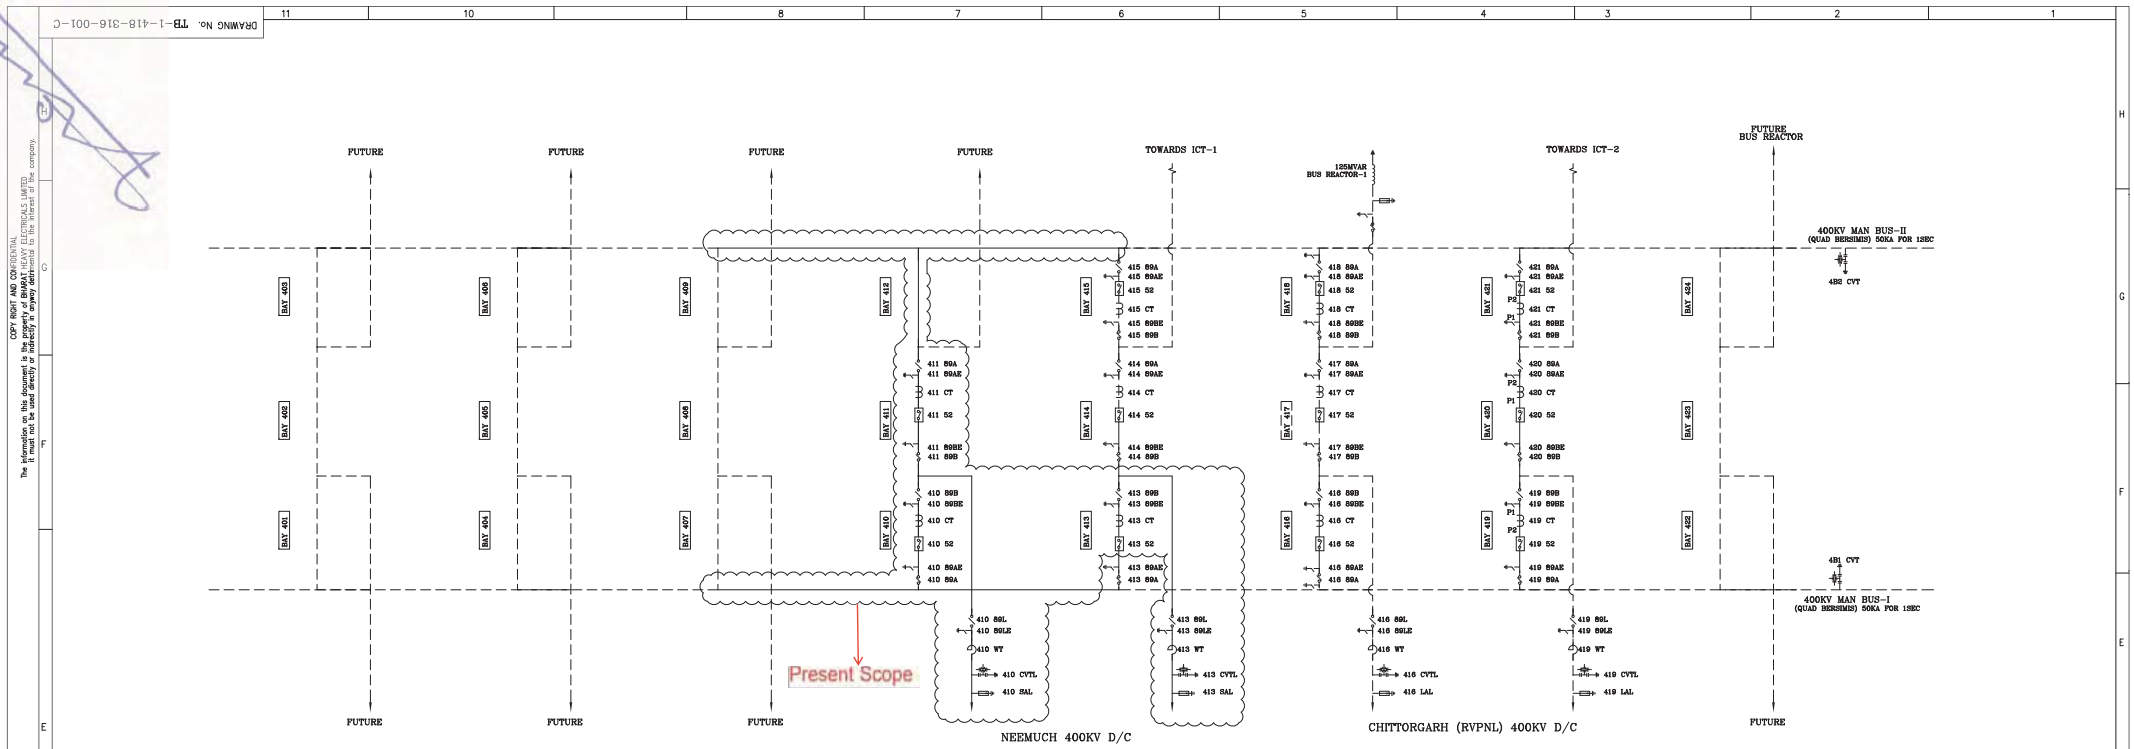 11 10 9 8 7 6 5 4 3 2 1
DRAWING No. TB-1-418-316-001-C
COPY RIGHT AND CONFIDENTIAL
The information on this document is the property of BHARAT HEAVY ELECTRICALS LIMITED
it must not be used directly or indirectly in anyway detrimental to the interest of the company.
H
G
F
E
H
G
F
E
FUTURE
FUTURE
FUTURE
FUTURE
TOWARDS ICT-1
125MVAR
BUS REACTOR-1
TOWARDS ICT-2
FUTURE
BUS REACTOR
400KV MAN BUS-II
(QUAD BERSIMIS) 50KA FOR 1SEC
4B2 CVT
BAY 403
BAY 406
BAY 409
BAY 412
BAY 415
BAY 418
BAY 421
BAY 424
415 89A
415 89AE
415 52
415 CT
415 89BE
415 89B
418 89A
418 89AE
418 52
418 CT
418 89BE
418 89B
421 89A
421 89AE
421 52
P2
421 CT
P1
421 89BE
421 89B
BAY 402
BAY 405
BAY 408
BAY 411
BAY 414
BAY 417
BAY 420
BAY 423
411 89A
411 89AE
411 CT
411 52
411 89BE
411 89B
414 89A
414 89AE
414 CT
414 52
414 89BE
414 89B
417 89A
417 89AE
417 CT
417 52
417 89BE
417 89B
420 89A
420 89AE
P2
420 CT
P1
420 52
420 89BE
420 89B
BAY 401
BAY 404
BAY 407
BAY 410
BAY 413
BAY 416
BAY 419
BAY 422
410 89B
410 89BE
410 CT
410 52
410 89AE
410 89A
413 89B
413 89BE
413 CT
413 52
413 89AE
413 89A
416 89B
416 89BE
416 CT
416 52
416 89AE
416 89A
419 89B
419 89BE
P1
419 CT
P2
419 52
419 89AE
419 89A
4B1 CVT
400KV MAN BUS-I
(QUAD BERSIMIS) 50KA FOR 1SEC
410 89L
410 89LE
410 WT
410 CVTL
410 SAL
413 89L
413 89LE
413 WT
413 CVTL
413 SAL
416 89L
416 89LE
416 WT
416 CVTL
416 LAL
419 89L
419 89LE
419 WT
419 CVTL
419 LAL
Present Scope
FUTURE
FUTURE
FUTURE
FUTURE
NEEMUCH 400KV D/C
CHITTORGARH (RVPNL) 400KV D/C